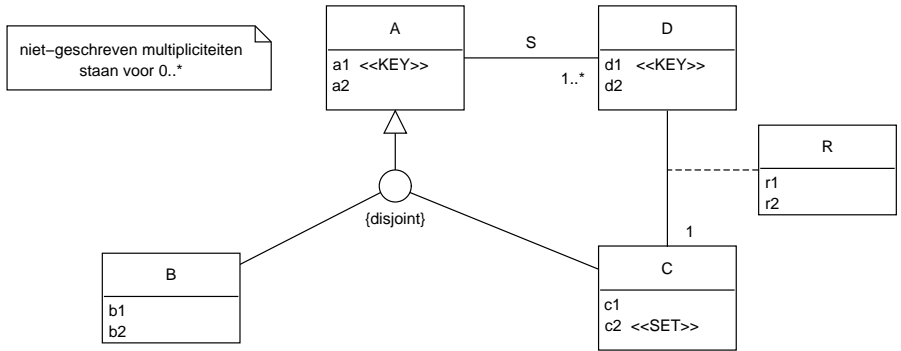 niet−geschreven multipliciteiten
staan voor 0..*
A
a1 <<KEY>>
a2
S
1..*
D
d1 <<KEY>>
d2
R
r1
r2
{disjoint}
1
B
b1
b2
C
c1
c2 <<SET>>